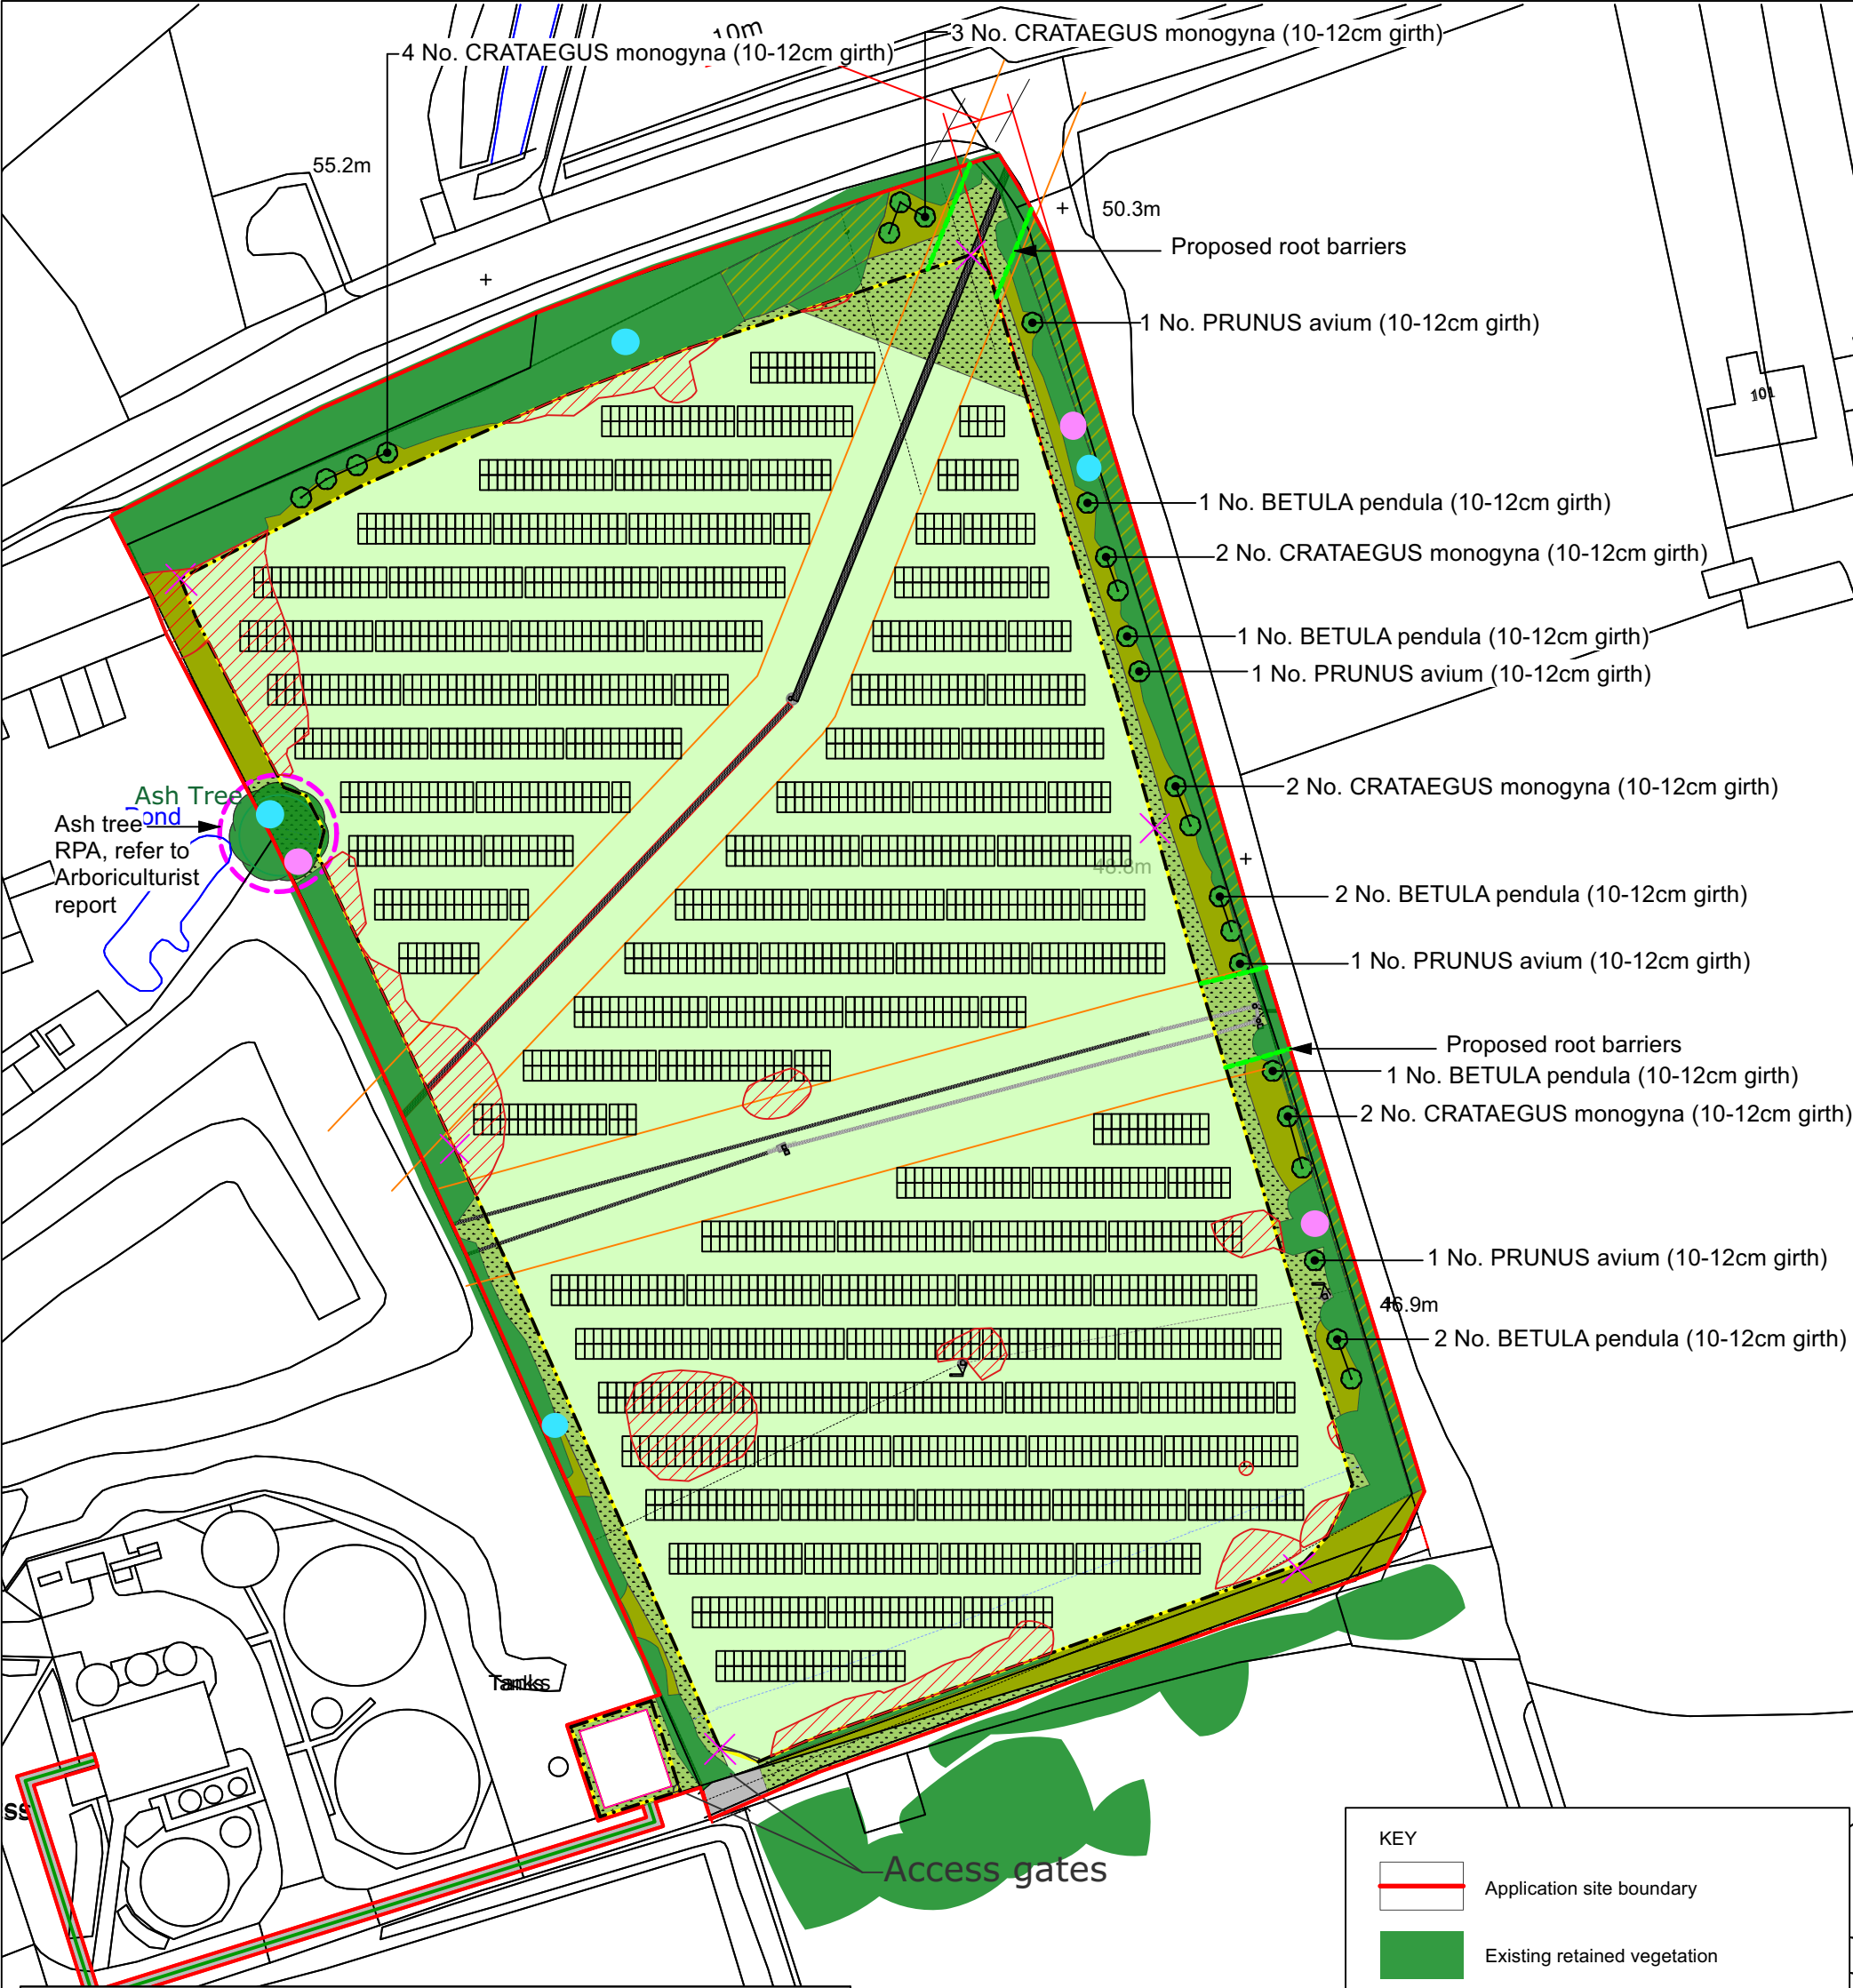 10m
3 No. CRATAEGUS monogyna (10-12cm girth)
4 No. CRATAEGUS monogyna (10-12cm girth)
55.2m
50.3m
Proposed root barriers
1 No. PRUNUS avium (10-12cm girth)
101
1 No. BETULA pendula (10-12cm girth)
2 No. CRATAEGUS monogyna (10-12cm girth)
1 No. BETULA pendula (10-12cm girth)
1 No. PRUNUS avium (10-12cm girth)
2 No. CRATAEGUS monogyna (10-12cm girth)
Ash Tree
Pond
Ash tree
RPA, refer to
Arboriculturist
report
48.8m
2 No. BETULA pendula (10-12cm girth)
1 No. PRUNUS avium (10-12cm girth)
Proposed root barriers
1 No. BETULA pendula (10-12cm girth)
2 No. CRATAEGUS monogyna (10-12cm girth)
1 No. PRUNUS avium (10-12cm girth)
46.9m
2 No. BETULA pendula (10-12cm girth)
Tanks
ss
Access gates
KEY
Application site boundary
Existing retained vegetation